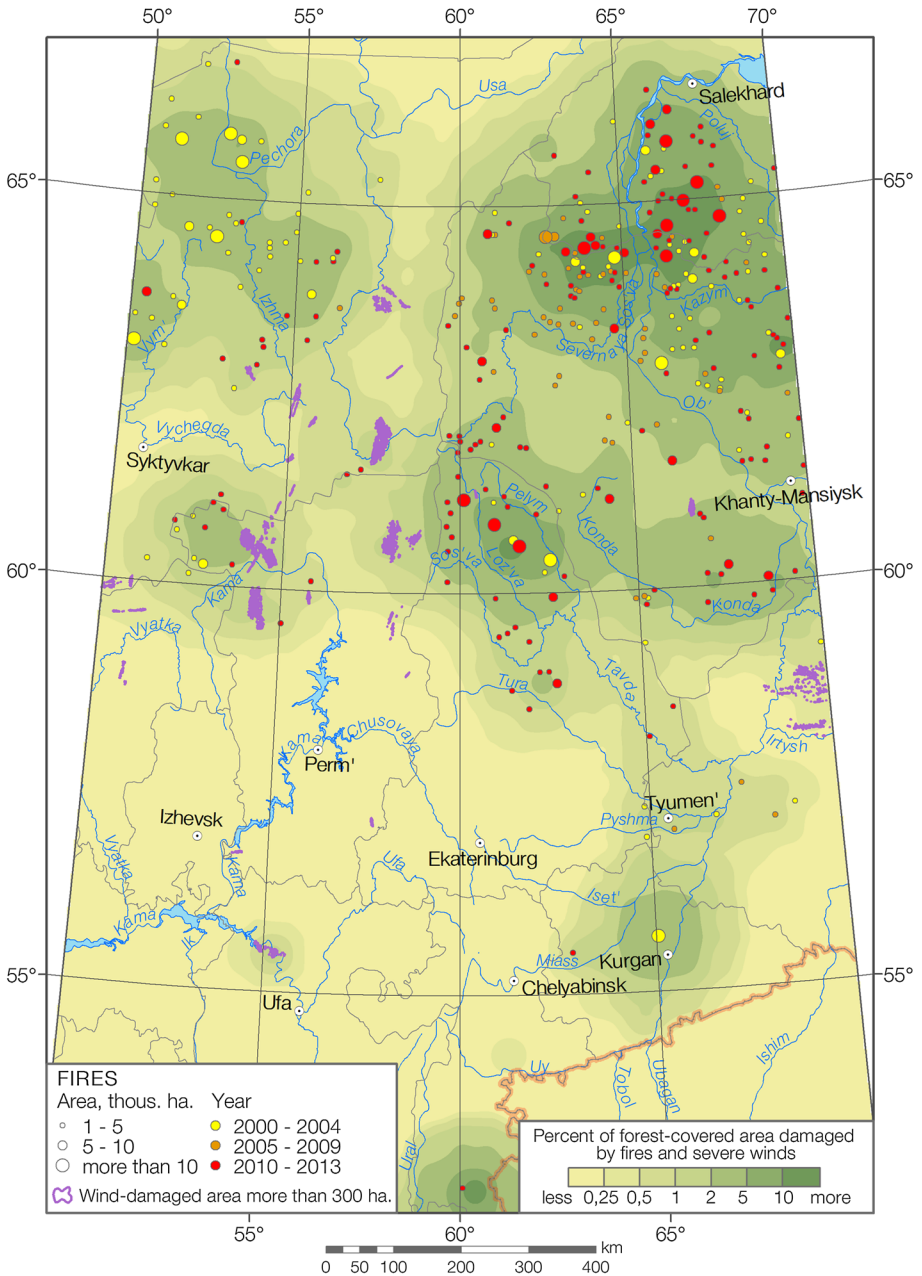 50° 55° 60° 65° 70°
Usa
Salekhard
Poluj
Pechora
65° 65°
Izhma
Kazym
Vym'
Severnaya Sos'va
Ob'
Vychegda
Syktyvkar
Khanty-Mansiysk
Pelym
Konda
Sos'va
Loz'va
60° 60°
Kama
Konda
Vyatka
Tavda
Tura
Chusovaya
Kama
Irtysh
Perm'
Tyumen'
Izhevsk
Pyshma
Ekaterinburg
Vyatka
Kama
Ufa
Iset'
Kama
Ik
Miass
Kurgan
55° 55°
Chelyabinsk
Ufa
Ishim
Uy
Tobol
Ubagan
Ural
FIRES
Area, thous. ha. Year
1 - 5 2000 - 2004
5 - 10 2005 - 2009
more than 10 2010 - 2013
Wind-damaged area more than 300 ha.
Percent of forest-covered area damaged
by fires and severe winds
less 0,25 0,5 1 2 5 10 more
55° 60° 65°
km
0 50 100 200 300 400